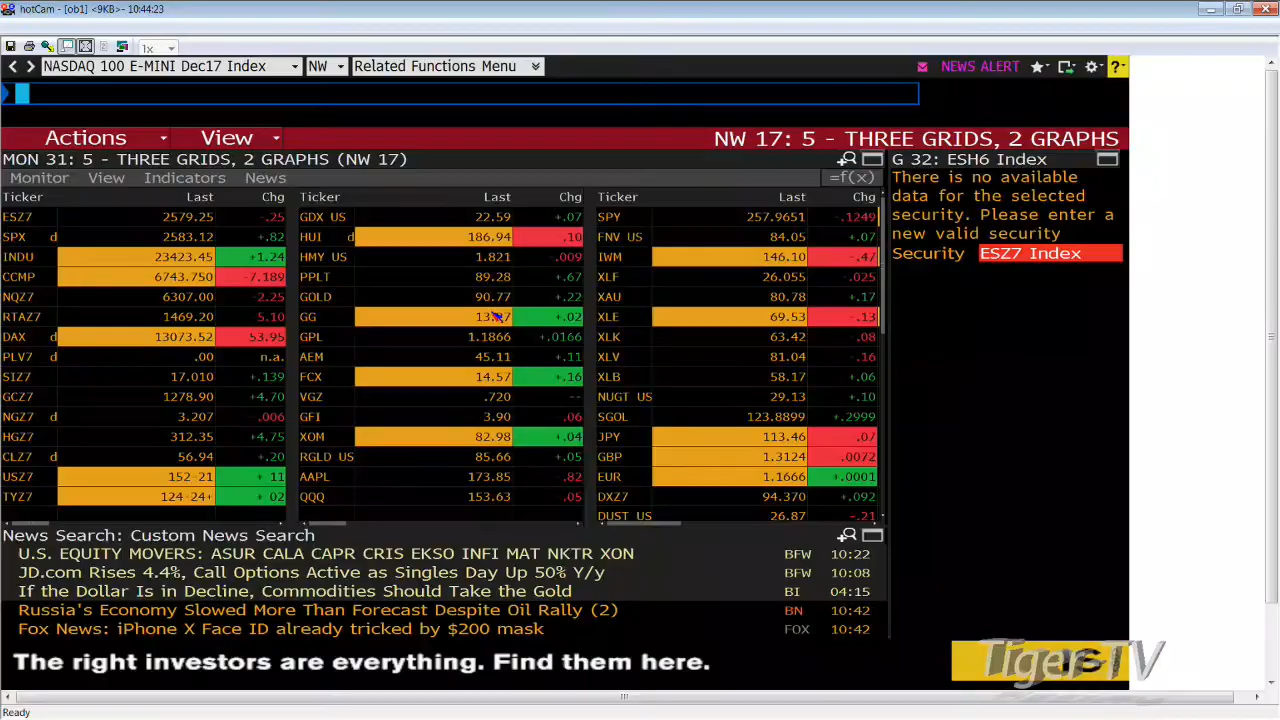 hotCam - [ob1] <9KB>- 10:44:23
1x
NASDAQ 100 E-MINI Dec17 Index NW Related Functions Menu NEWS ALERT ?
Actions View NW 17: 5 - THREE GRIDS, 2 GRAPHS
MON 31: 5 - THREE GRIDS, 2 GRAPHS (NW 17) G 32: ESH6 Index
Monitor View Indicators News =f(x)
There is no available
data for the selected
security. Please enter a
new valid security
Security ESZ7 Index
Ticker Last Chg Ticker Last Chg Ticker Last Chg
ESZ7 2579.25 -.25 GDX US 22.59 +.07 SPY 257.9651 -.1249
SPX d 2583.12 +.82 HUI d 186.94 .10 FNV US 84.05 +.07
INDU 23423.45 +1.24 HMY US 1.821 -.009 IWM 146.10 -.47
CCMP 6743.750 -7.189 PPLT 89.28 +.67 XLF 26.055 -.025
NQZ7 6307.00 -2.25 GOLD 90.77 +.22 XAU 80.78 +.17
RTAZ7 1469.20 5.10 GG +.02 XLE 69.53 -.13
DAX 13073.52 53.95 GPL 1.1866 +.0166 XLK 63.42 .08
PLV7 d .00 n.a. AEM 45.11 +.11 XLV 81.04 -.16
SIZ7 17.010 +.139 FCX 14.57 +.16 XLB 58.17 +.06
GCZ7 1278.90 +4.70 VGZ .720 -- NUGT US 29.13 +.10
NGZ7 d 3.207 .006 GFI 3.90 .06 SGOL 123.8899 +.2999
HGZ7 312.35 +4.75 XOM 82.98 +.04 JPY 113.46 .07
CLZ7 d 56.94 +.20 RGLD US 85.66 +.05 GBP 1.3124 .0072
USZ7 152-21 + 11 AAPL 173.85 .82 EUR 1.1666 +.0001
TYZ7 124-24+ + 02 QQQ 153.63 .05 DXZ7 94.370 +.092
DUST US 26.87 -.21
News Search: Custom News Search
U.S. EQUITY MOVERS: ASUR CALA CAPR CRIS EKSO INFI MAT NKTR XON BFW 10:22
JD.com Rises 4.4%, Call Options Active as Singles Day Up 50% Y/y BFW 10:08
If the Dollar Is in Decline, Commodities Should Take the Gold BI 04:15
Russia's Economy Slowed More Than Forecast Despite Oil Rally (2) BN 10:42
Fox News: iPhone X Face ID already tricked by $200 mask FOX 10:42
The right investors are everything. Find them here.
TigerTV
Ready